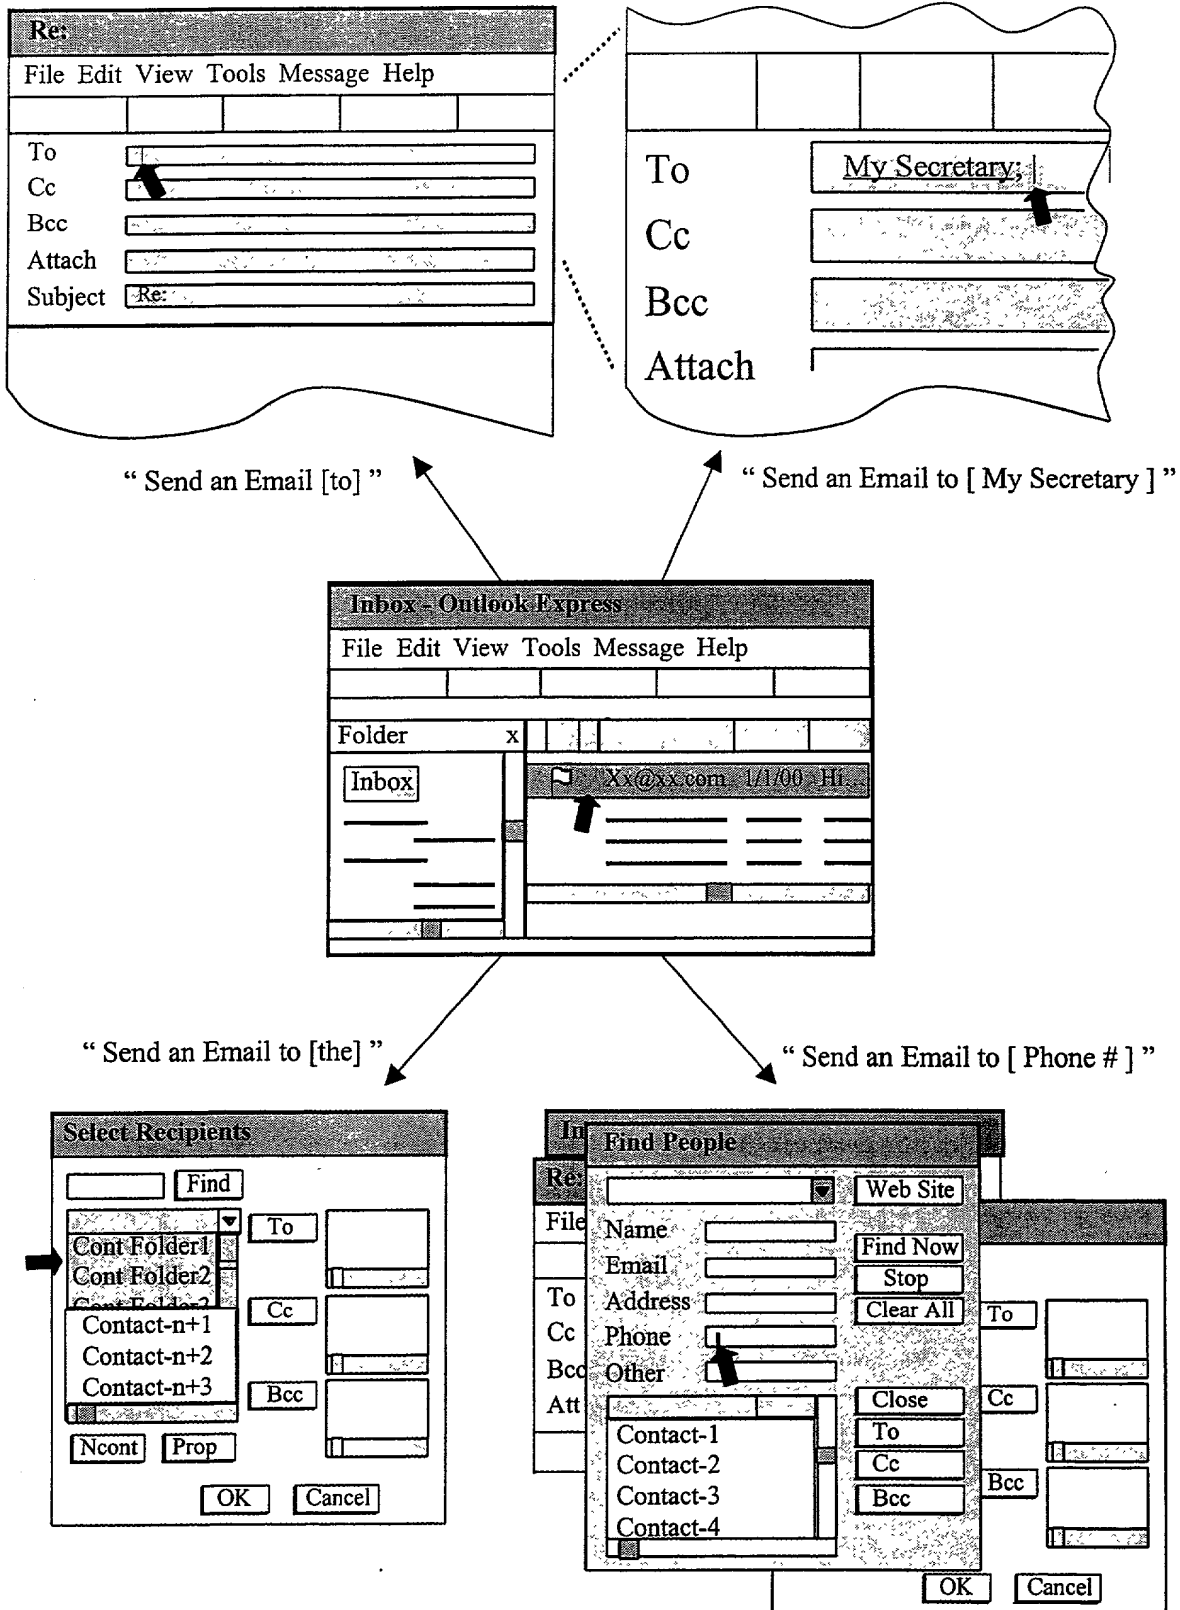 Re:
File Edit View Tools Message Help
To
Cc
Bcc
Attach
Subject Re:
To My Secretary;
Cc
Bcc
Attach
“ Send an Email [to] ”
“ Send an Email to [ My Secretary ] ”
Inbox - Outlook Express
File Edit View Tools Message Help
Folder x
Inbox
Xx@xx.com 1/1/00 Hi...
“ Send an Email to [the] ”
“ Send an Email to [ Phone # ] ”
Select Recipients
Find
To
Cont Folder1
Cont Folder2
Cont Folder3
Cc
Contact-n+1
Contact-n+2
Contact-n+3
Bcc
Ncont Prop
OK Cancel
In
Find People
Re:
Web Site
File
Name
Find Now
Email
Stop
To
Address
Clear All
To
Cc
Phone
Bcc
Other
Att
Close
Cc
Contact-1
To
Contact-2
Cc
Contact-3
Bcc
Bcc
Contact-4
OK Cancel